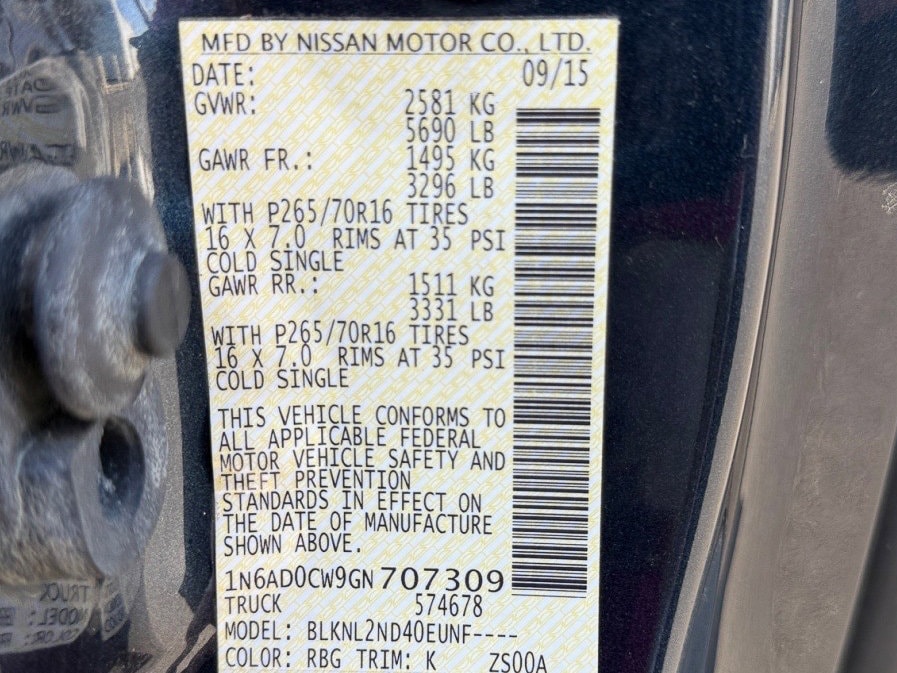 MFD BY NISSAN MOTOR CO., LTD.
DATE: 09/15
GVWR: 2581 KG
5690 LB
GAWR FR.: 1495 KG
3296 LB
WITH P265/70R16 TIRES
16 X 7.0 RIMS AT 35 PSI
COLD SINGLE
GAWR RR.: 1511 KG
3331 LB
WITH P265/70R16 TIRES
16 X 7.0 RIMS AT 35 PSI
COLD SINGLE
THIS VEHICLE CONFORMS TO
ALL APPLICABLE FEDERAL
MOTOR VEHICLE SAFETY AND
THEFT PREVENTION
STANDARDS IN EFFECT ON
THE DATE OF MANUFACTURE
SHOWN ABOVE.
1N6AD0CW9GN707309
TRUCK 574678
MODEL: BLKNL2ND40EUNF----
COLOR: RBG TRIM: K ZS00A